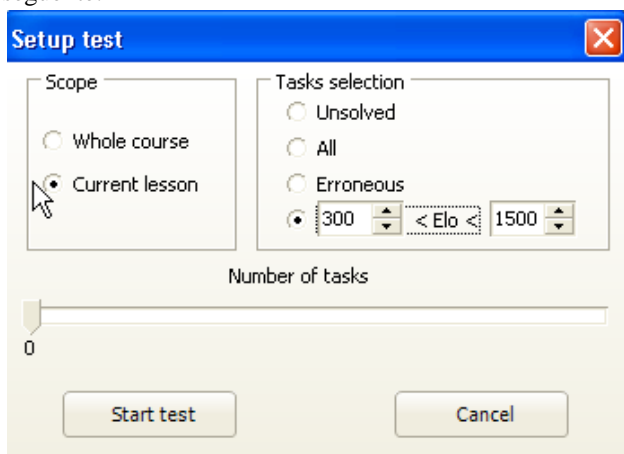 Setup test
Scope
Whole course
Current lesson
Tasks selection
Unsolved
All
Erroneous
300 < Elo < 1500
Number of tasks
0
Start test
Cancel